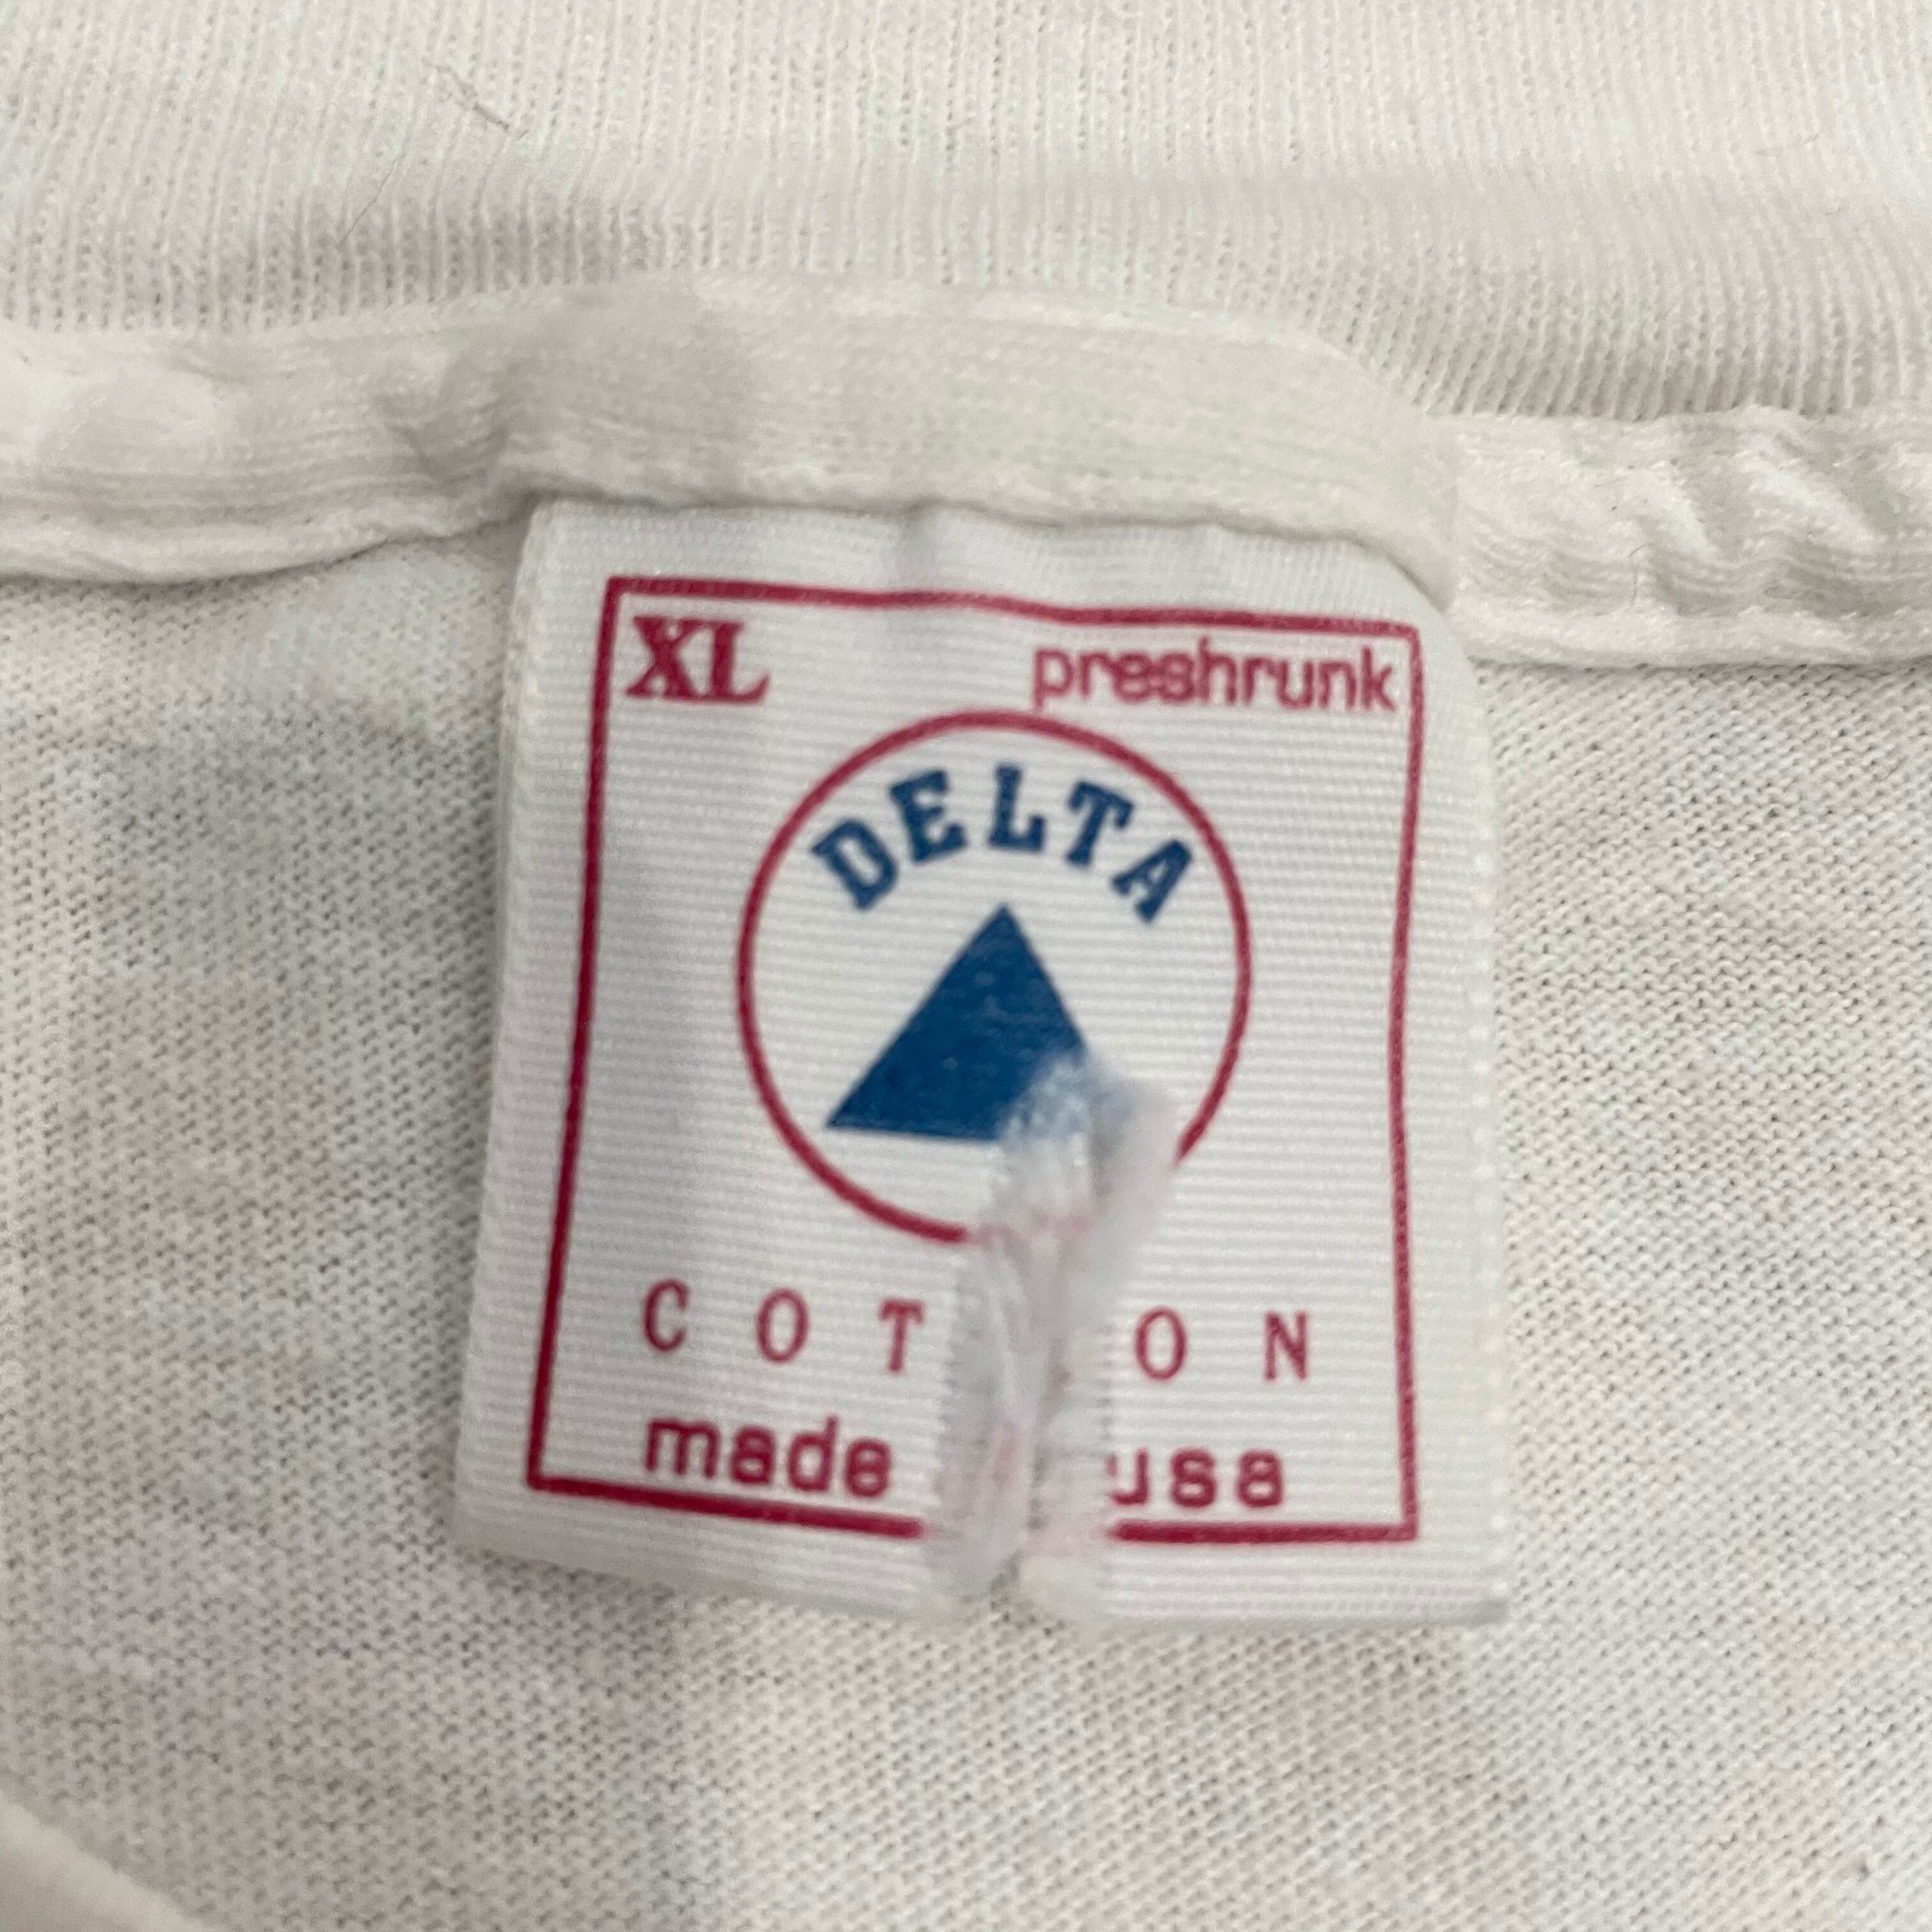 XL preshrunk
DELTA
COT ON
made usa